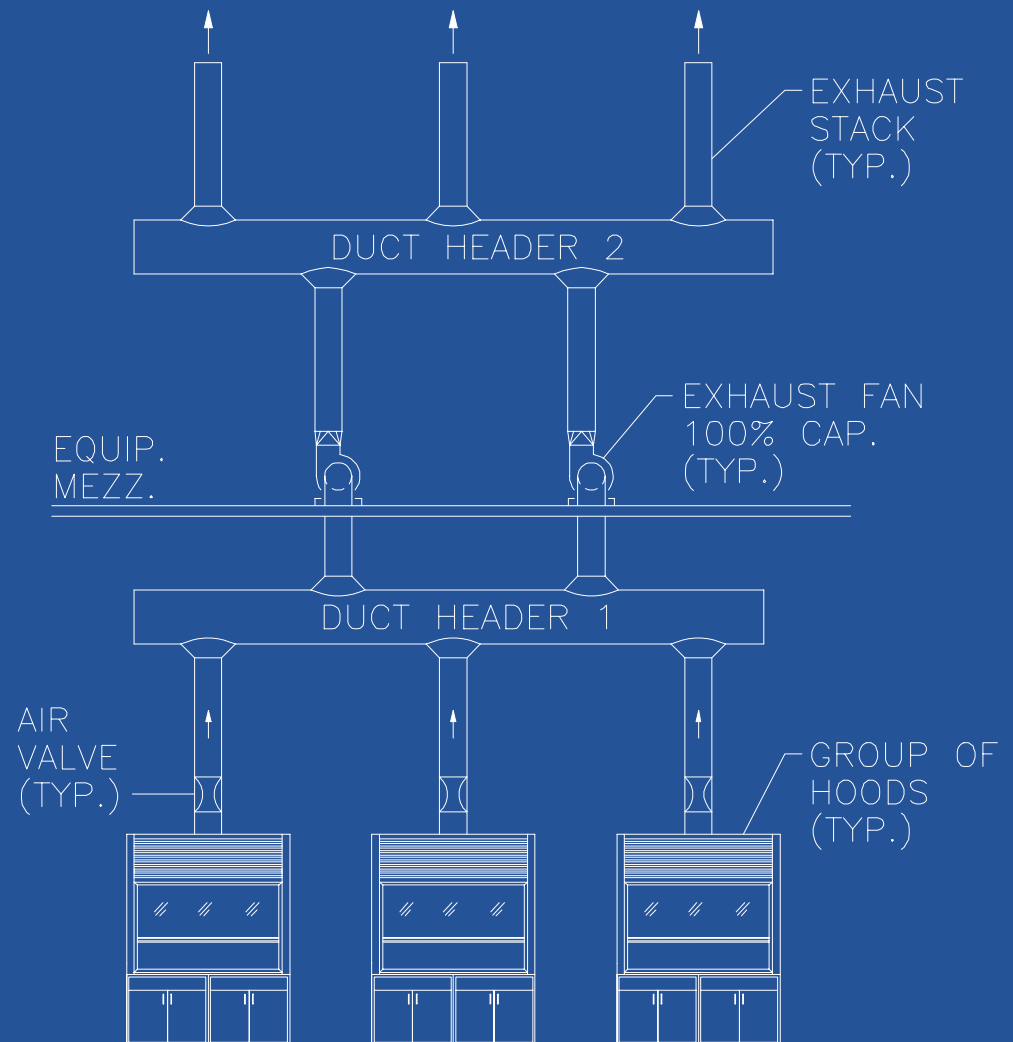 EXHAUST
STACK
(TYP.)
DUCT HEADER 2
EXHAUST FAN
100% CAP.
(TYP.)
EQUIP.
MEZZ.
DUCT HEADER 1
AIR
VALVE
(TYP.)
GROUP OF
HOODS
(TYP.)